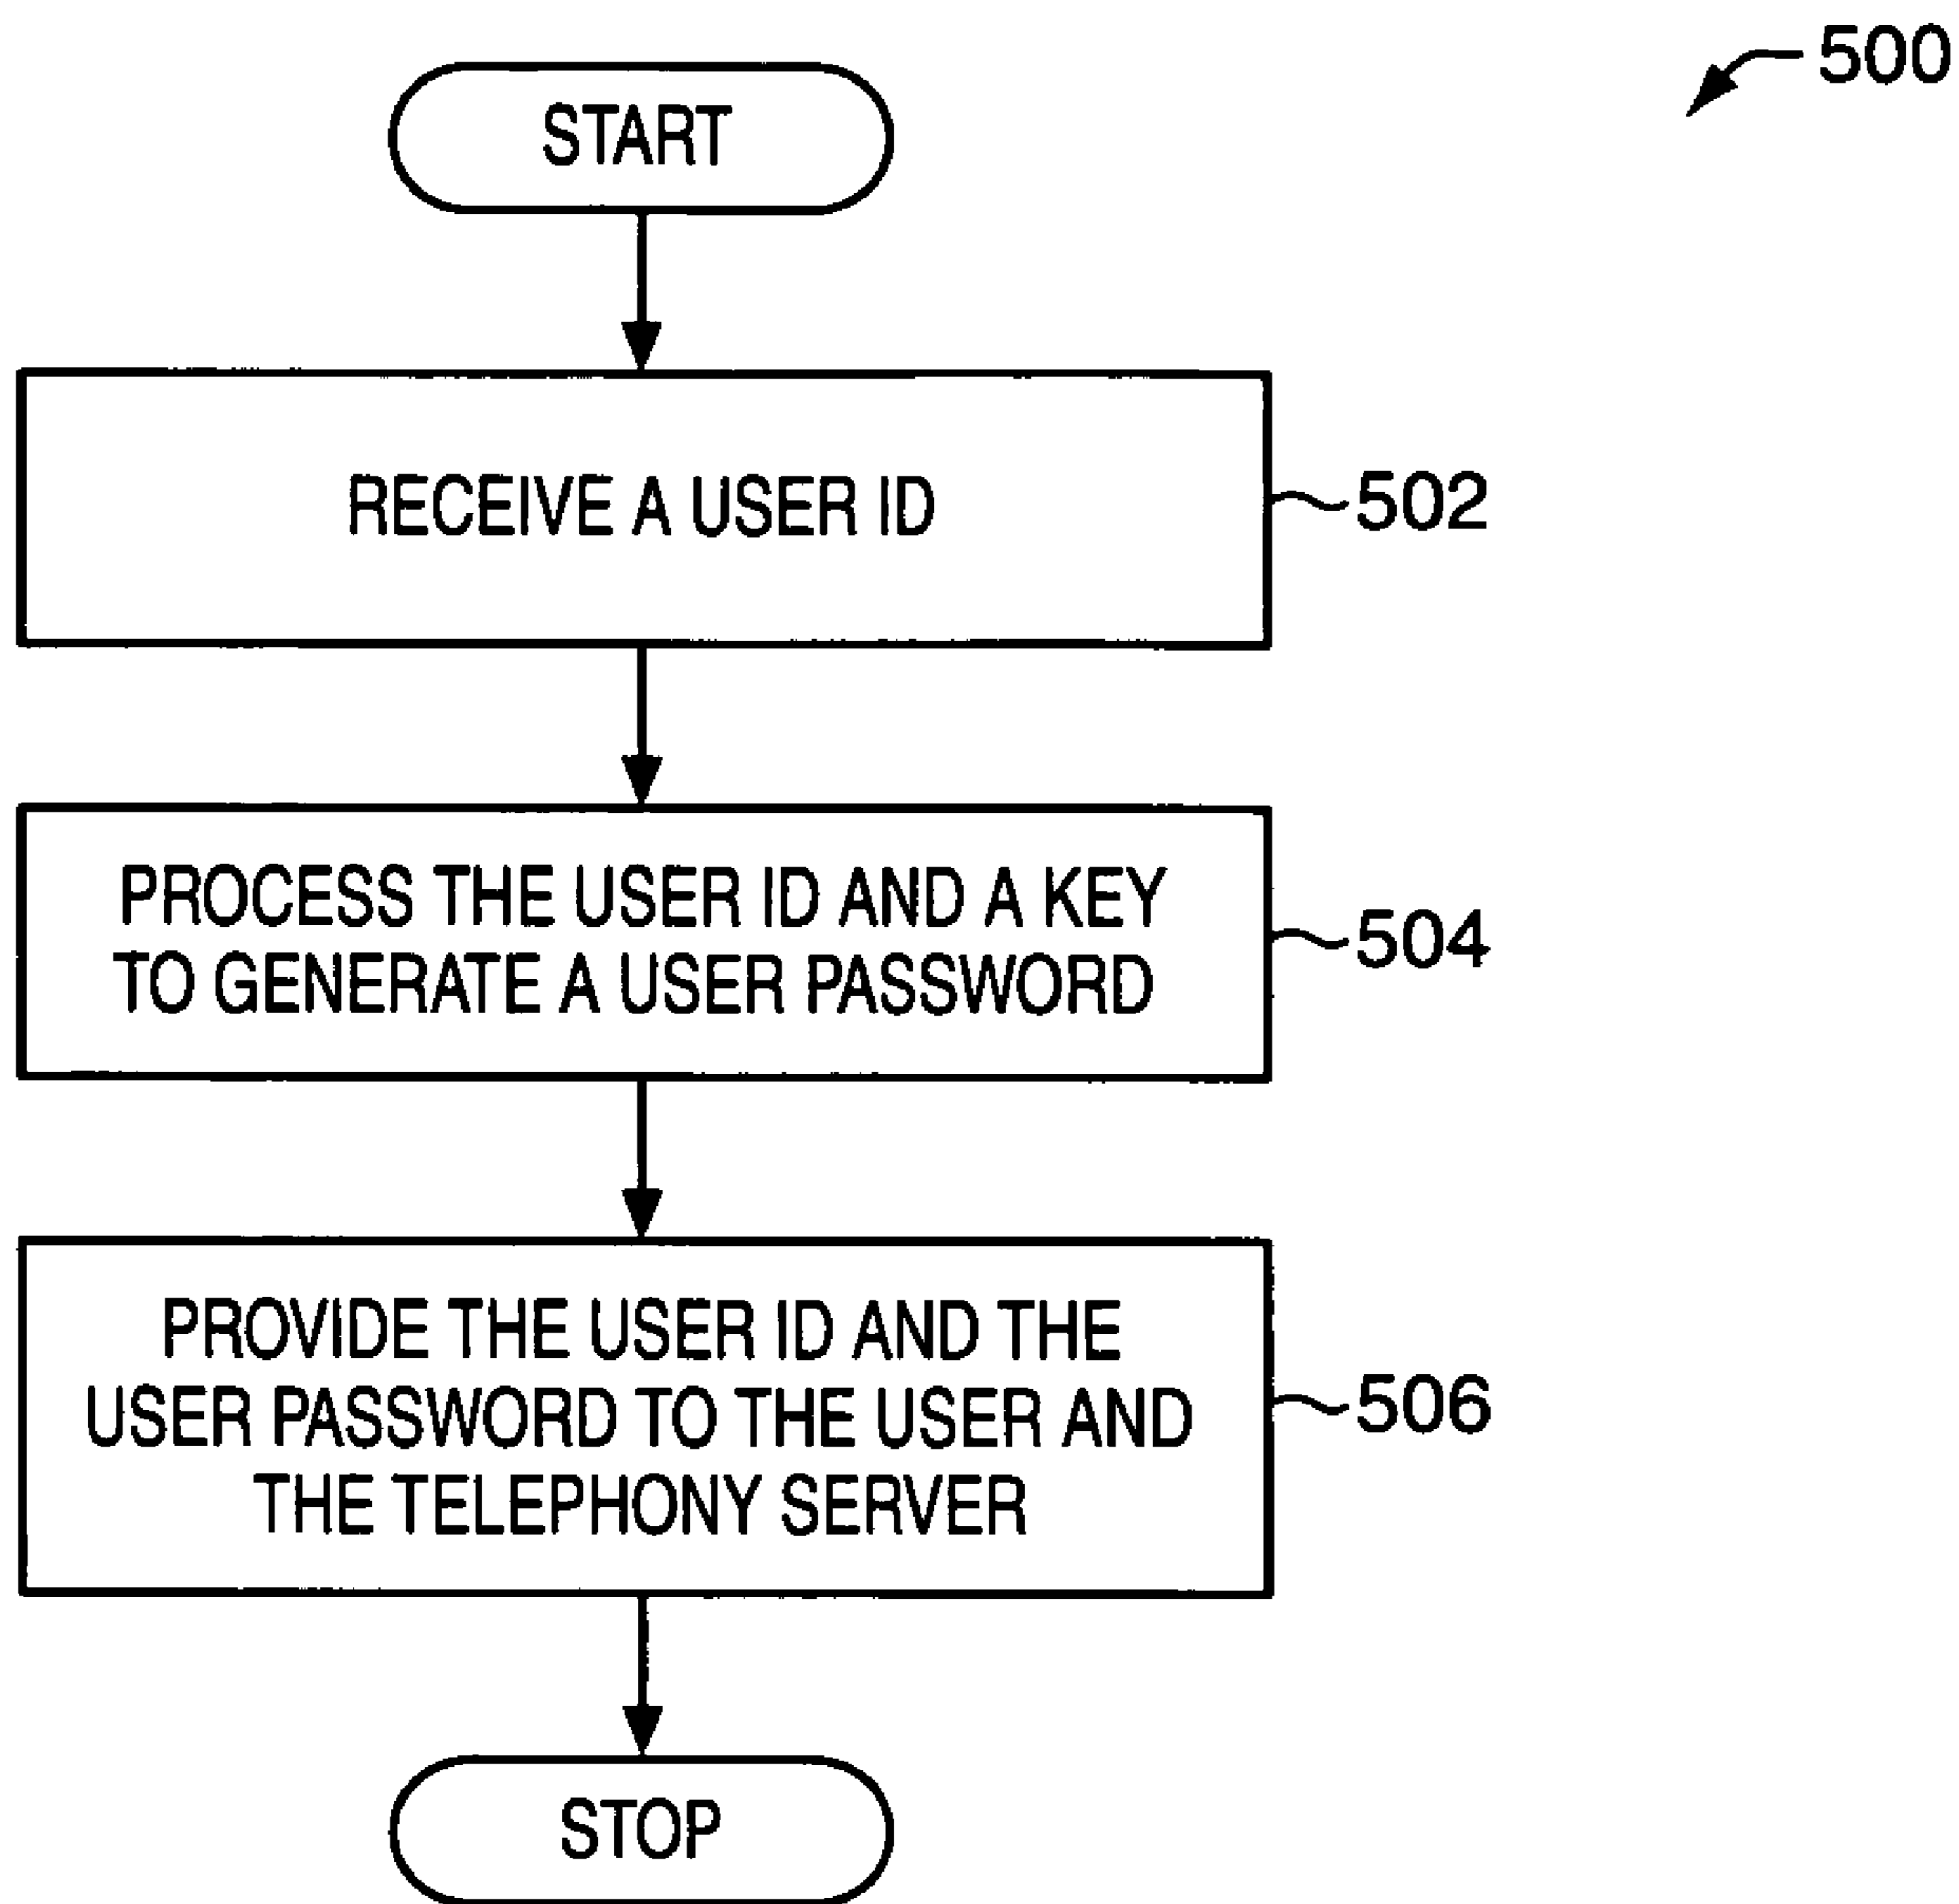 500
START
RECEIVE A USER ID
502
PROCESS THE USER ID AND A KEY
TO GENERATE A USER PASSWORD
504
PROVIDE THE USER ID AND THE
USER PASSWORD TO THE USER AND
THE TELEPHONY SERVER
506
STOP